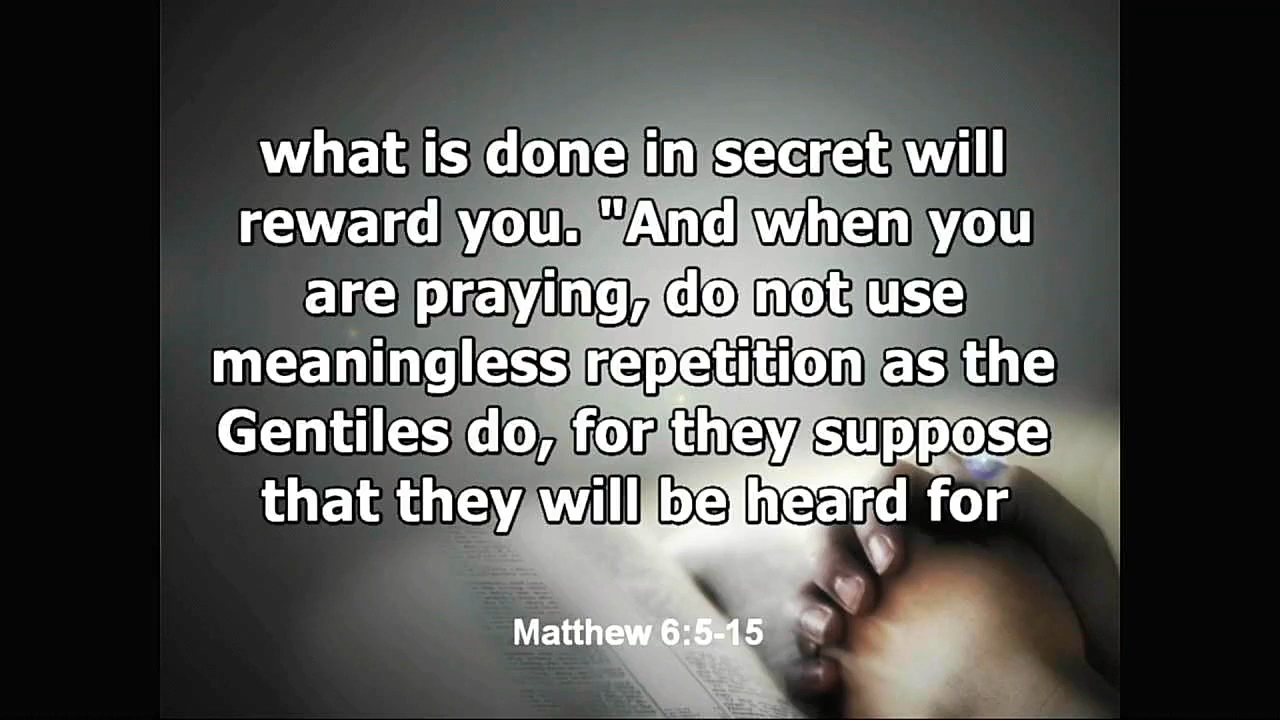 what is done in secret will
reward you. "And when you
are praying, do not use
meaningless repetition as the
Gentiles do, for they suppose
that they will be heard for
Matthew 6:5-15